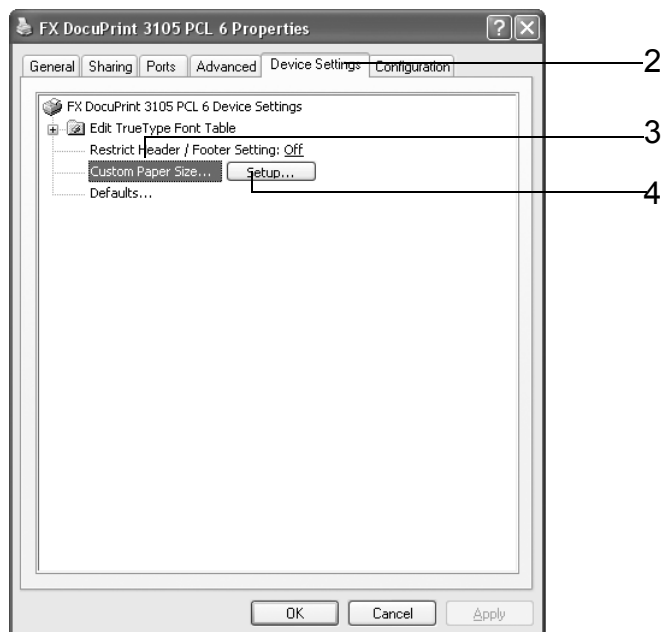 FX DocuPrint 3105 PCL 6 Properties
General Sharing Ports Advanced Device Settings Configuration
2
FX DocuPrint 3105 PCL 6 Device Settings
Edit TrueType Font Table
Restrict Header / Footer Setting: Off
3
Custom Paper Size... Setup...
4
Defaults...
OK Cancel Apply